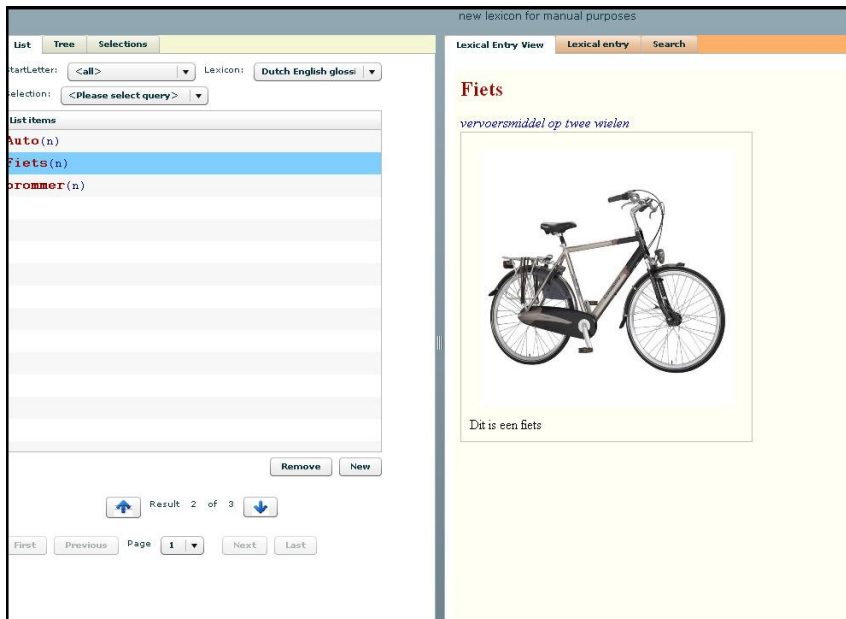 new lexicon for manual purposes
List Tree Selections
StartLetter: <all> Lexicon: Dutch English glossi
Selection: <Please select query>
List items
Auto(n)
Fiets(n)
brommer(n)
Remove New
Result 2 of 3
First Previous Page 1 Next Last
Lexical Entry View Lexical entry Search
Fiets
vervoersmiddel op twee wielen
Dit is een fiets